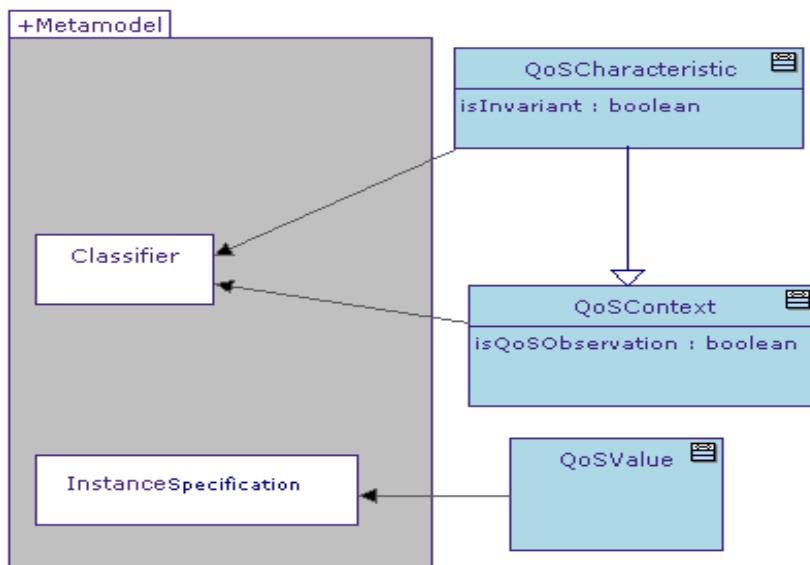 +Metamodel
QoSCharacteristic
isInvariant : boolean
Classifier
QoSContext
isQoSObservation : boolean
QoSValue
InstanceSpecification